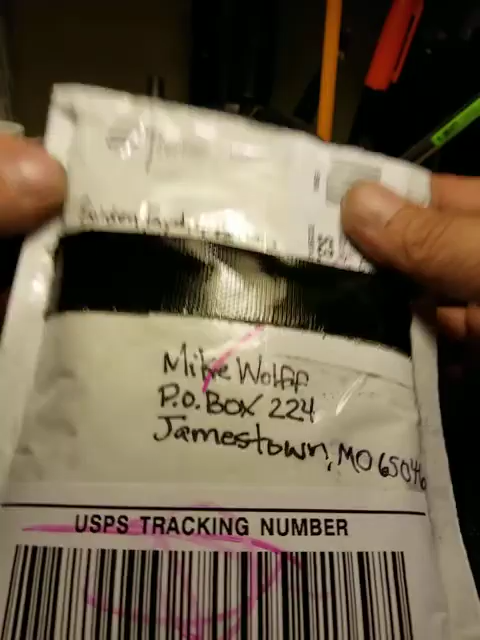 Mike Wolff
P.O. BOX 224
Jamestown, MO 65046
USPS TRACKING NUMBER